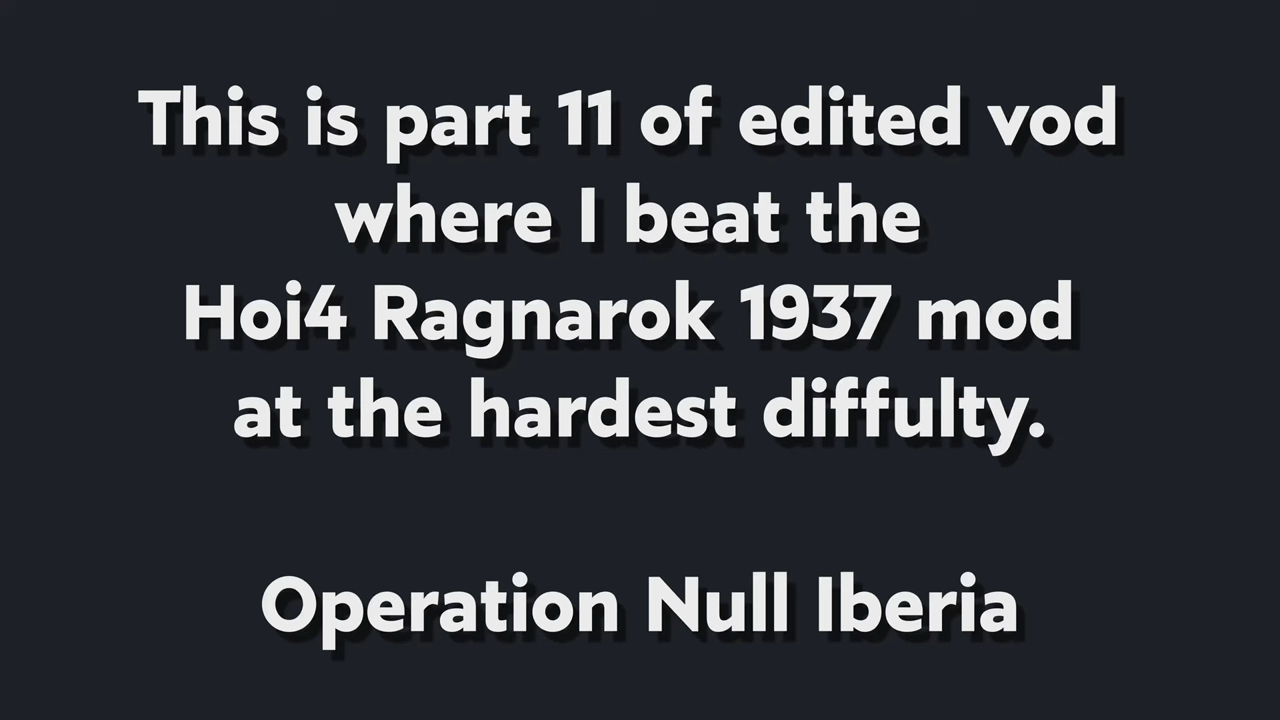 This is part 11 of edited vod
where I beat the
Hoi4 Ragnarok 1937 mod
at the hardest diffulty.
Operation Null Iberia